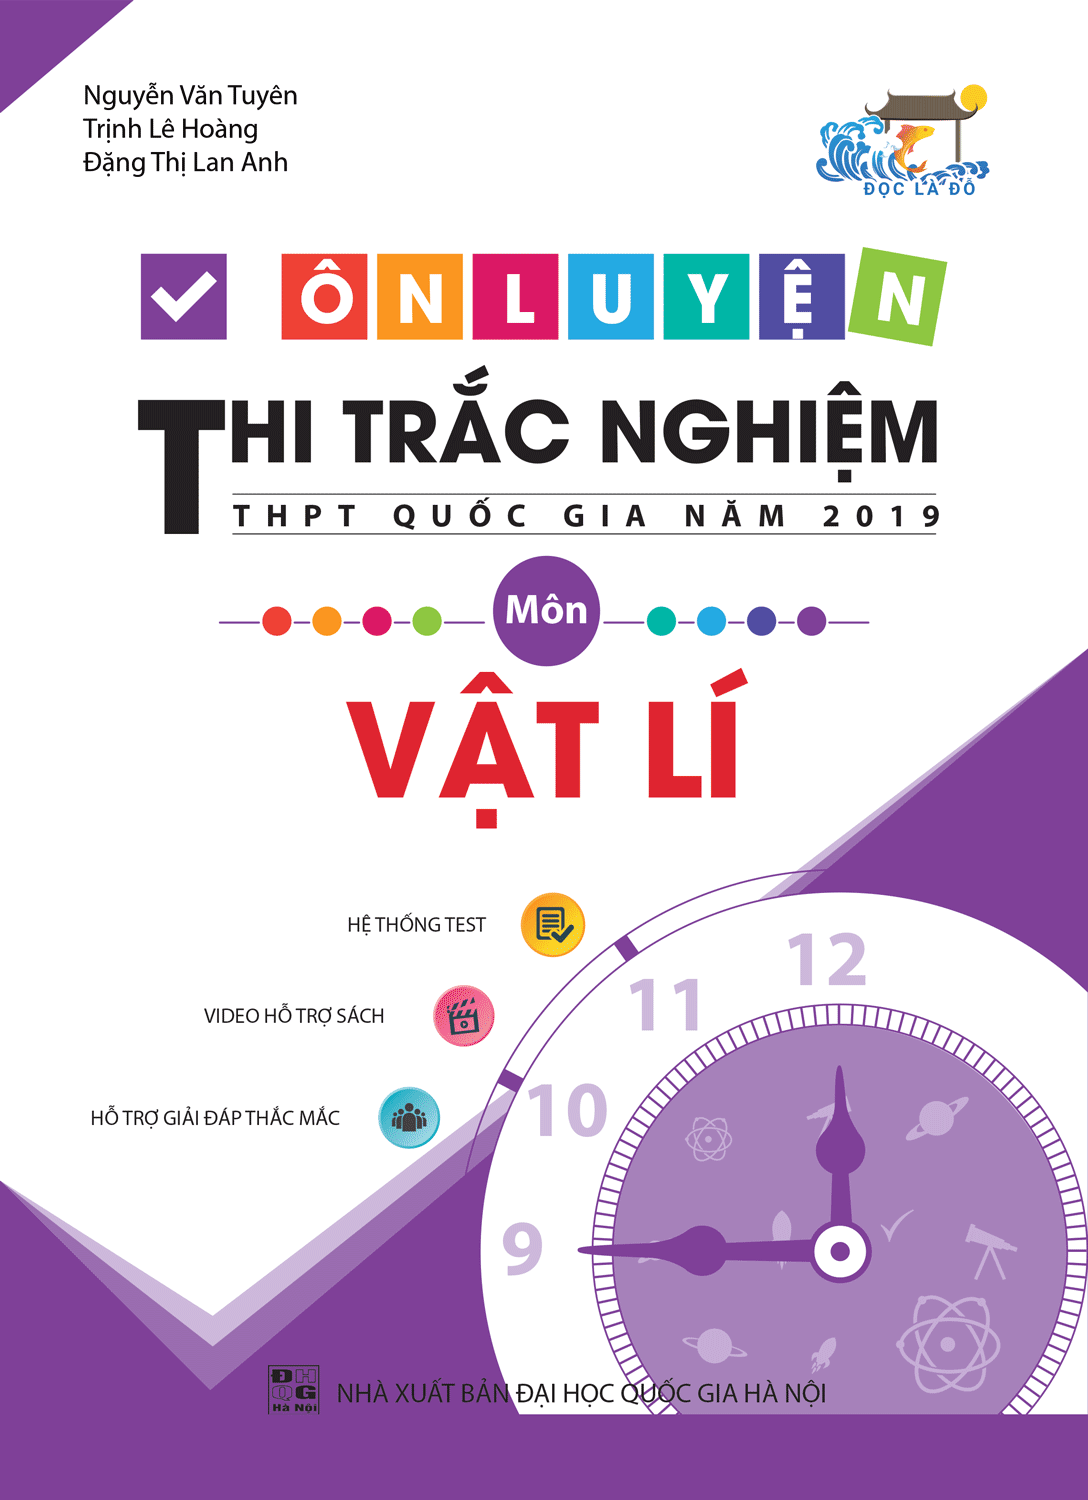 Nguyễn Văn Tuyên
Trịnh Lê Hoàng
Đặng Thị Lan Anh
ĐỌC LÀ ĐỖ
ÔN LUYỆN
THI TRẮC NGHIỆM
THPT QUỐC GIA NĂM 2019
Môn
VẬT LÍ
HỆ THỐNG TEST
VIDEO HỖ TRỢ SÁCH
HỖ TRỢ GIẢI ĐÁP THẮC MẮC
12
11
10
9
ĐH
QG
Hà Nội
NHÀ XUẤT BẢN ĐẠI HỌC QUỐC GIA HÀ NỘI